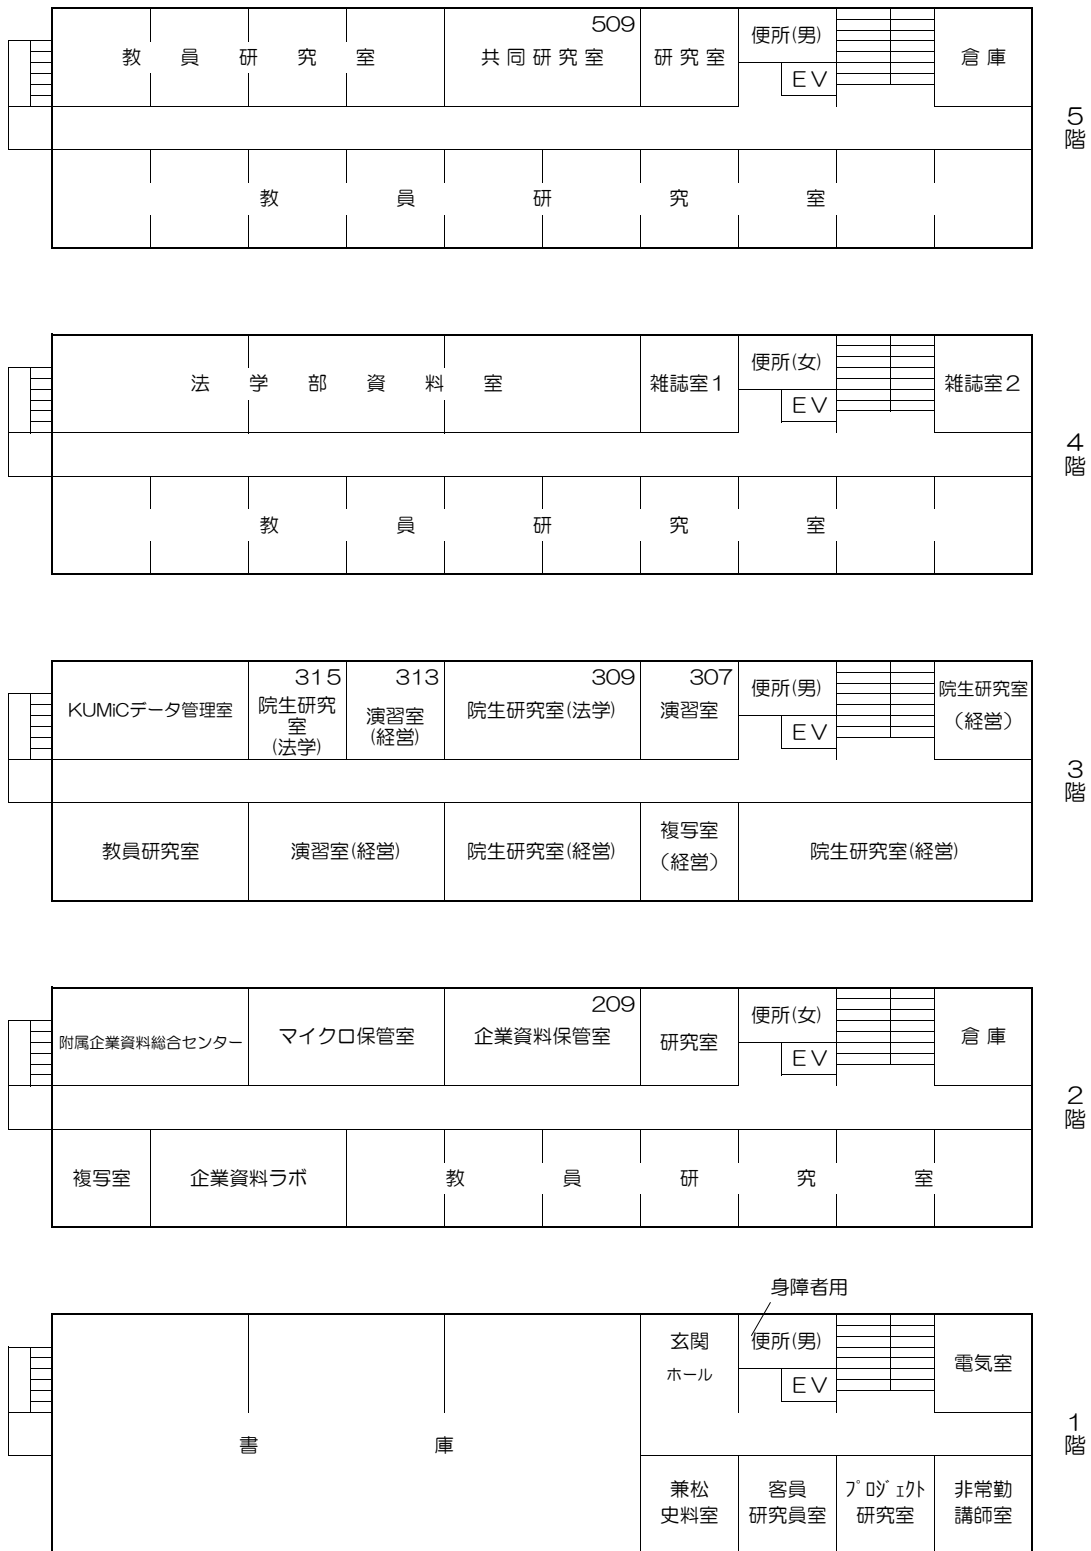 509
教員研究室
共同研究室
研究室
便所(男)
EV
倉庫
5階
教員研究室
法学部資料室
雑誌室1
便所(女)
EV
雑誌室2
4階
教員研究室
KUMiCデータ管理室
315
院生研究
室
(法学)
313
演習室
(経営)
309
院生研究室(法学)
307
演習室
便所(男)
EV
院生研究室
(経営)
3階
教員研究室
演習室(経営)
院生研究室(経営)
複写室
(経営)
院生研究室(経営)
附属企業資料総合センター
マイクロ保管室
209
企業資料保管室
研究室
便所(女)
EV
倉庫
2階
複写室
企業資料ラボ
教員研究室
身障者用
玄関
ホール
便所(男)
EV
電気室
1階
書庫
兼松
史料室
客員
研究員室
プロジェクト
研究室
非常勤
講師室